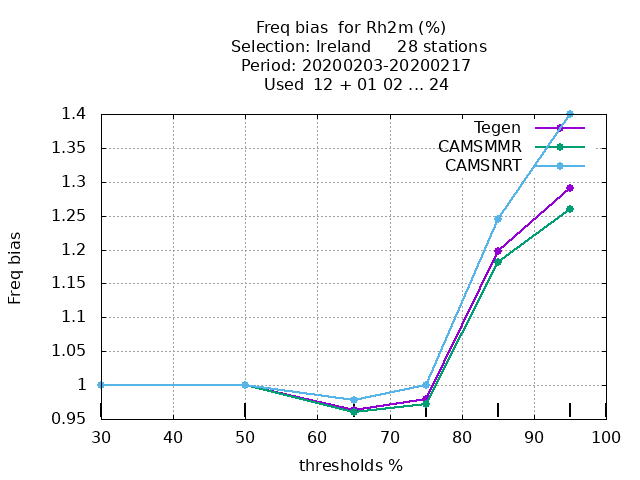 Freq bias  for Rh2m (%)
Selection: Ireland     28 stations
Period: 20200203-20200217
Used  12 + 01 02 ... 24
Tegen
CAMSMMR
CAMSNRT
Freq bias
1.4
1.35
1.3
1.25
1.2
1.15
1.1
1.05
1
0.95
30 40 50 60 70 80 90 100
thresholds %